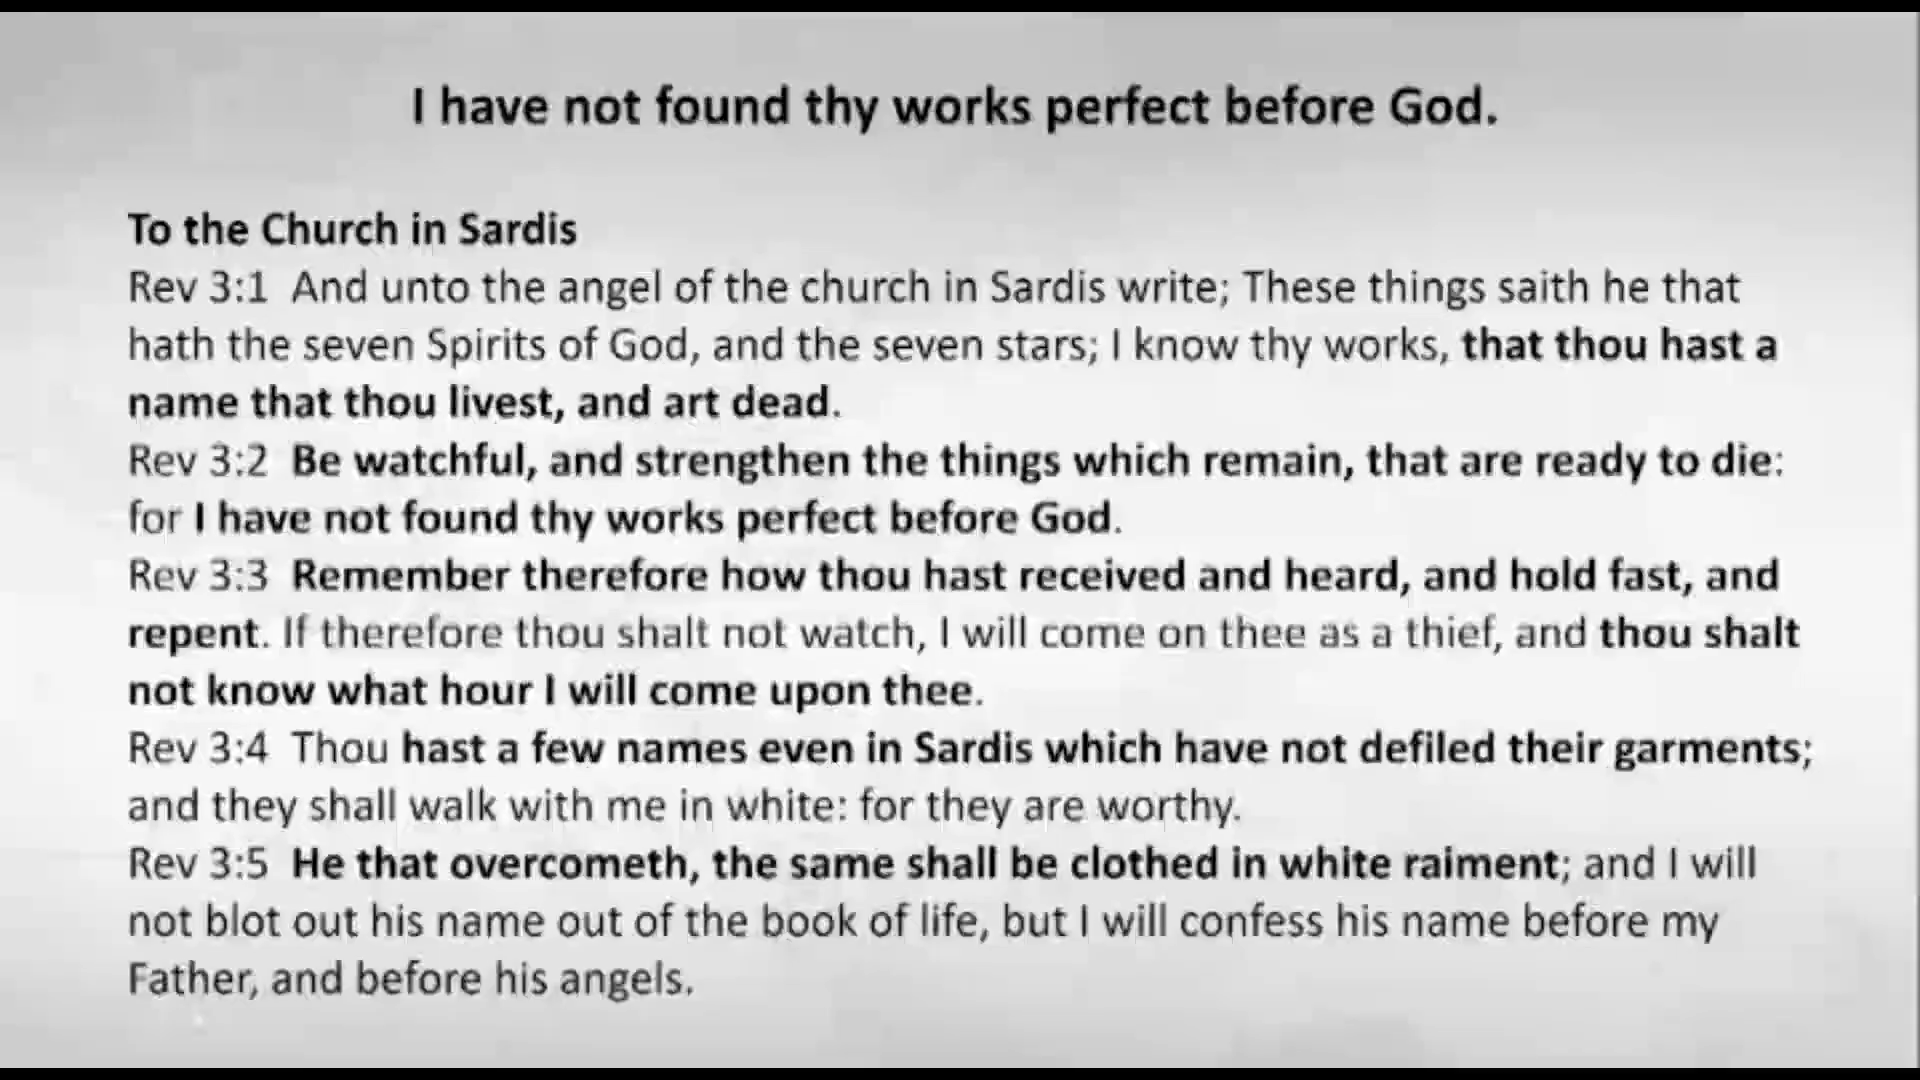 I have not found thy works perfect before God.
To the Church in Sardis
Rev 3:1  And unto the angel of the church in Sardis write; These things saith he that
hath the seven Spirits of God, and the seven stars; I know thy works, that thou hast a
name that thou livest, and art dead.
Rev 3:2  Be watchful, and strengthen the things which remain, that are ready to die:
for I have not found thy works perfect before God.
Rev 3:3  Remember therefore how thou hast received and heard, and hold fast, and
repent. If therefore thou shalt not watch, I will come on thee as a thief, and thou shalt
not know what hour I will come upon thee.
Rev 3:4  Thou hast a few names even in Sardis which have not defiled their garments;
and they shall walk with me in white: for they are worthy.
Rev 3:5  He that overcometh, the same shall be clothed in white raiment; and I will
not blot out his name out of the book of life, but I will confess his name before my
Father, and before his angels.